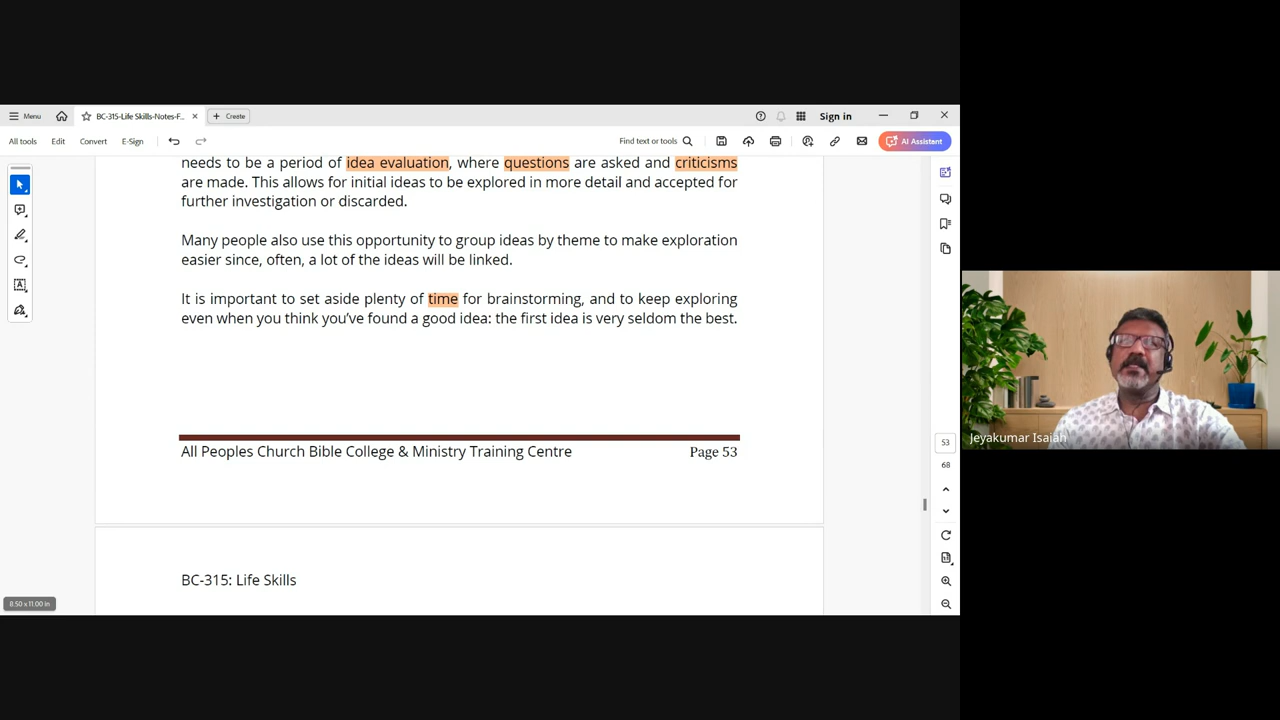 Menu
BC-315-Life Skills-Notes-F...
Create
Sign in
All tools
Edit
Convert
E-Sign
Find text or tools
AI Assistant
needs to be a period of idea evaluation, where questions are asked and criticisms
are made. This allows for initial ideas to be explored in more detail and accepted for
further investigation or discarded.
Many people also use this opportunity to group ideas by theme to make exploration
easier since, often, a lot of the ideas will be linked.
It is important to set aside plenty of time for brainstorming, and to keep exploring
even when you think you’ve found a good idea: the first idea is very seldom the best.
All Peoples Church Bible College & Ministry Training Centre
Page 53
BC-315: Life Skills
8.50 x 11.00 in
53
68
Jeyakumar Isaiah